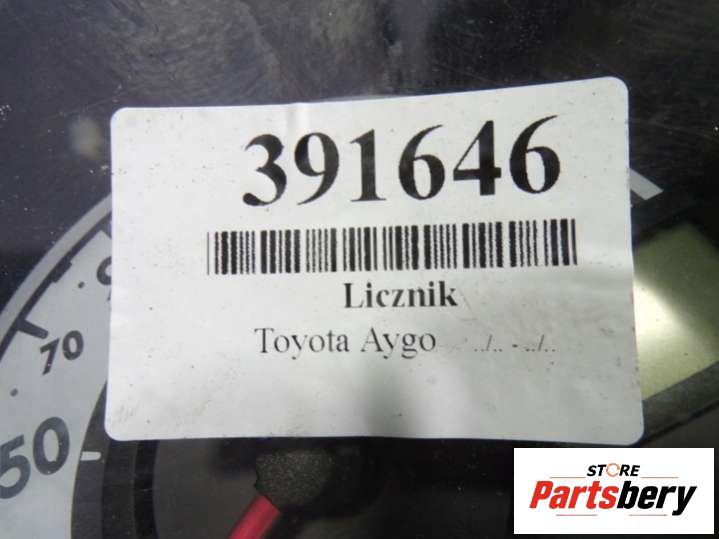 391646
Licznik
Toyota Aygo ../.. - ../..
70
50
STORE
Partsbery